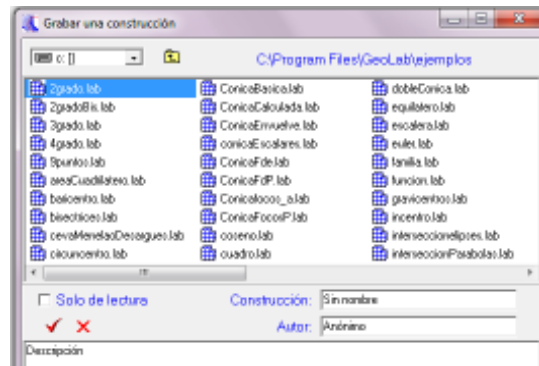 Grabar una construcción
c: []
C:\Program Files\GeoLab\ejemplos
2grado.lab
2gradoBis.lab
3grado.lab
4grado.lab
9puntos.lab
areaCuadrilatero.lab
baricentro.lab
bisectrices.lab
cevaMenelaoDesargues.lab
circuncentro.lab
ConicaBasica.lab
ConicaCalculada.lab
ConicaEnvuelve.lab
conicaEscalares.lab
ConicaFde.lab
ConicaFdP.lab
Conicafocos_a.lab
ConicaFocosP.lab
coseno.lab
cuadro.lab
dobleConica.lab
equilatero.lab
escalera.lab
euler.lab
familia.lab
funcion.lab
gravicentros.lab
incentro.lab
interseccionelipses.lab
interseccionParabolas.lab
Solo de lectura
Construcción:
Sin nombre
Autor:
Anónimo
Descripción